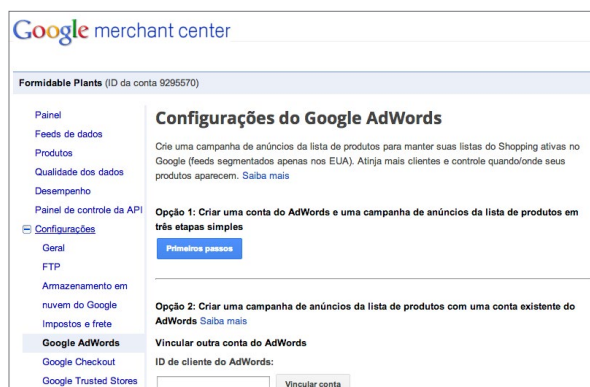 Google merchant center
Formidable Plants (ID da conta 9295570)
Painel
Feeds de dados
Produtos
Qualidade dos dados
Desempenho
Painel de controle da API
Configurações
Geral
FTP
Armazenamento em
nuvem do Google
Impostos e frete
Google AdWords
Google Checkout
Google Trusted Stores
Configurações do Google AdWords
Crie uma campanha de anúncios da lista de produtos para manter suas listas do Shopping ativas no
Google (feeds segmentados apenas nos EUA). Atinja mais clientes e controle quando/onde seus
produtos aparecem. Saiba mais
Opção 1: Criar uma conta do AdWords e uma campanha de anúncios da lista de produtos em
três etapas simples
Primeiros passos
Opção 2: Criar uma campanha de anúncios da lista de produtos com uma conta existente do
AdWords Saiba mais
Vincular outra conta do AdWords
ID de cliente do AdWords:
Vincular conta